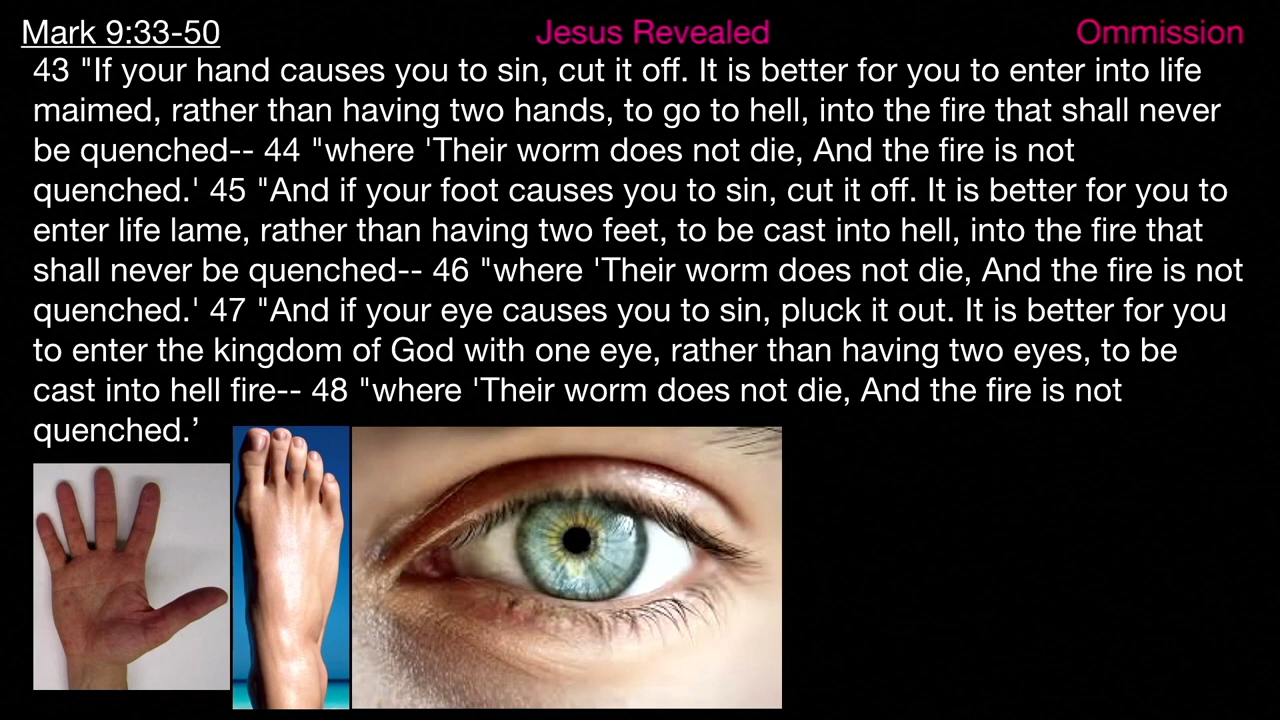 Mark 9:33-50 Jesus Revealed Ommission
43 "If your hand causes you to sin, cut it off. It is better for you to enter into life
maimed, rather than having two hands, to go to hell, into the fire that shall never
be quenched-- 44 "where 'Their worm does not die, And the fire is not
quenched.' 45 "And if your foot causes you to sin, cut it off. It is better for you to
enter life lame, rather than having two feet, to be cast into hell, into the fire that
shall never be quenched-- 46 "where 'Their worm does not die, And the fire is not
quenched.' 47 "And if your eye causes you to sin, pluck it out. It is better for you
to enter the kingdom of God with one eye, rather than having two eyes, to be
cast into hell fire-- 48 "where 'Their worm does not die, And the fire is not
quenched.’